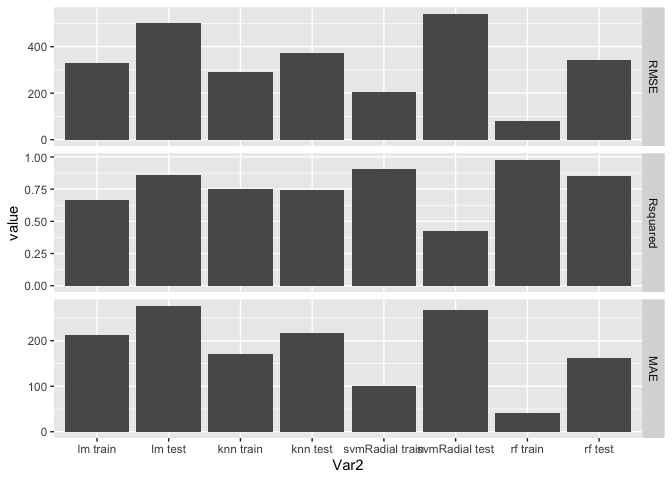 400
200
0
RMSE
1.00
0.75
0.50
0.25
0.00
Rsquared
value
200
100
0
MAE
lm train
lm test
knn train
knn test
svmRadial train
svmRadial test
rf train
rf test
Var2